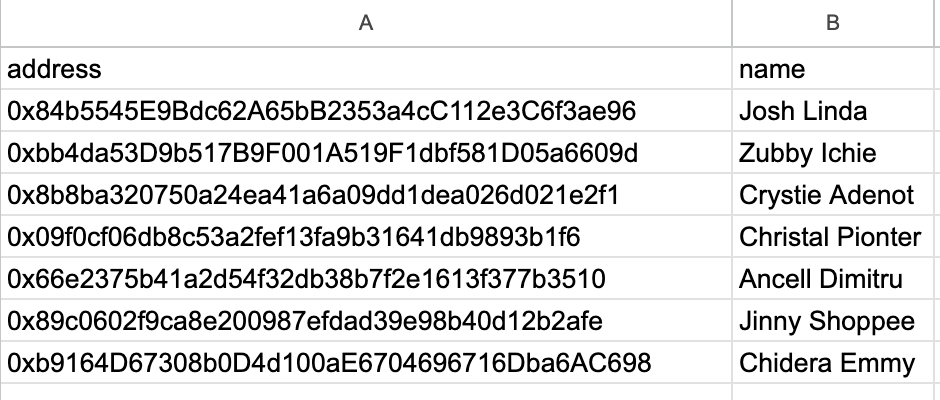 A B
address name
0x84b5545E9Bdc62A65bB2353a4cC112e3C6f3ae96 Josh Linda
0xbb4da53D9b517B9F001A519F1dbf581D05a6609d Zubby Ichie
0x8b8ba320750a24ea41a6a09dd1dea026d021e2f1 Crystie Adenot
0x09f0cf06db8c53a2fef13fa9b31641db9893b1f6 Christal Pionter
0x66e2375b41a2d54f32db38b7f2e1613f377b3510 Ancell Dimitru
0x89c0602f9ca8e200987efdad39e98b40d12b2afe Jinny Shoppee
0xb9164D67308b0D4d100aE6704696716Dba6AC698 Chidera Emmy